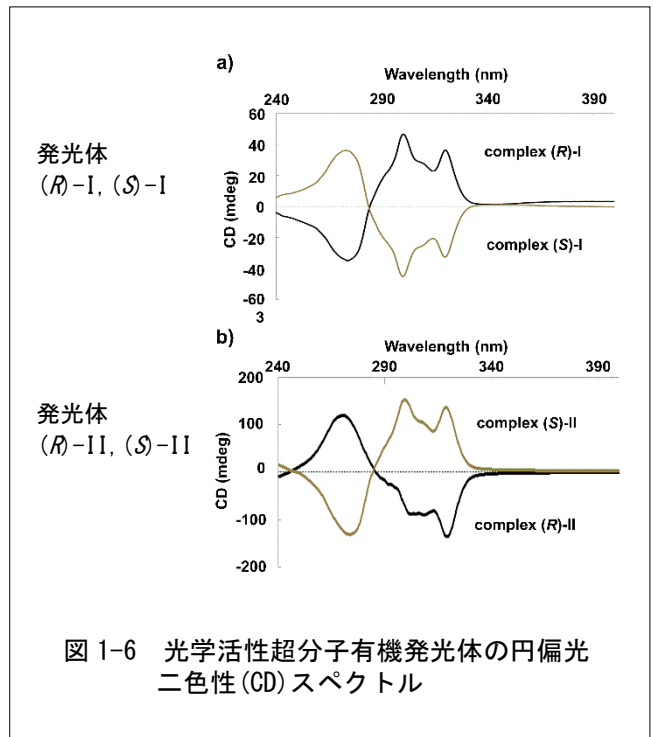 a)
Wavelength (nm)
240 290 340 390
発光体
(R)-I, (S)-I
60
40
20
0
-20
-40
-60
3
CD (mdeg)
complex (R)-I
complex (S)-I
b)
Wavelength (nm)
240 290 340 390
発光体
(R)-II, (S)-II
200
100
0
-100
-200
CD (mdeg)
complex (S)-II
complex (R)-II
図 1-6 光学活性超分子有機発光体の円偏光
二色性(CD)スペクトル